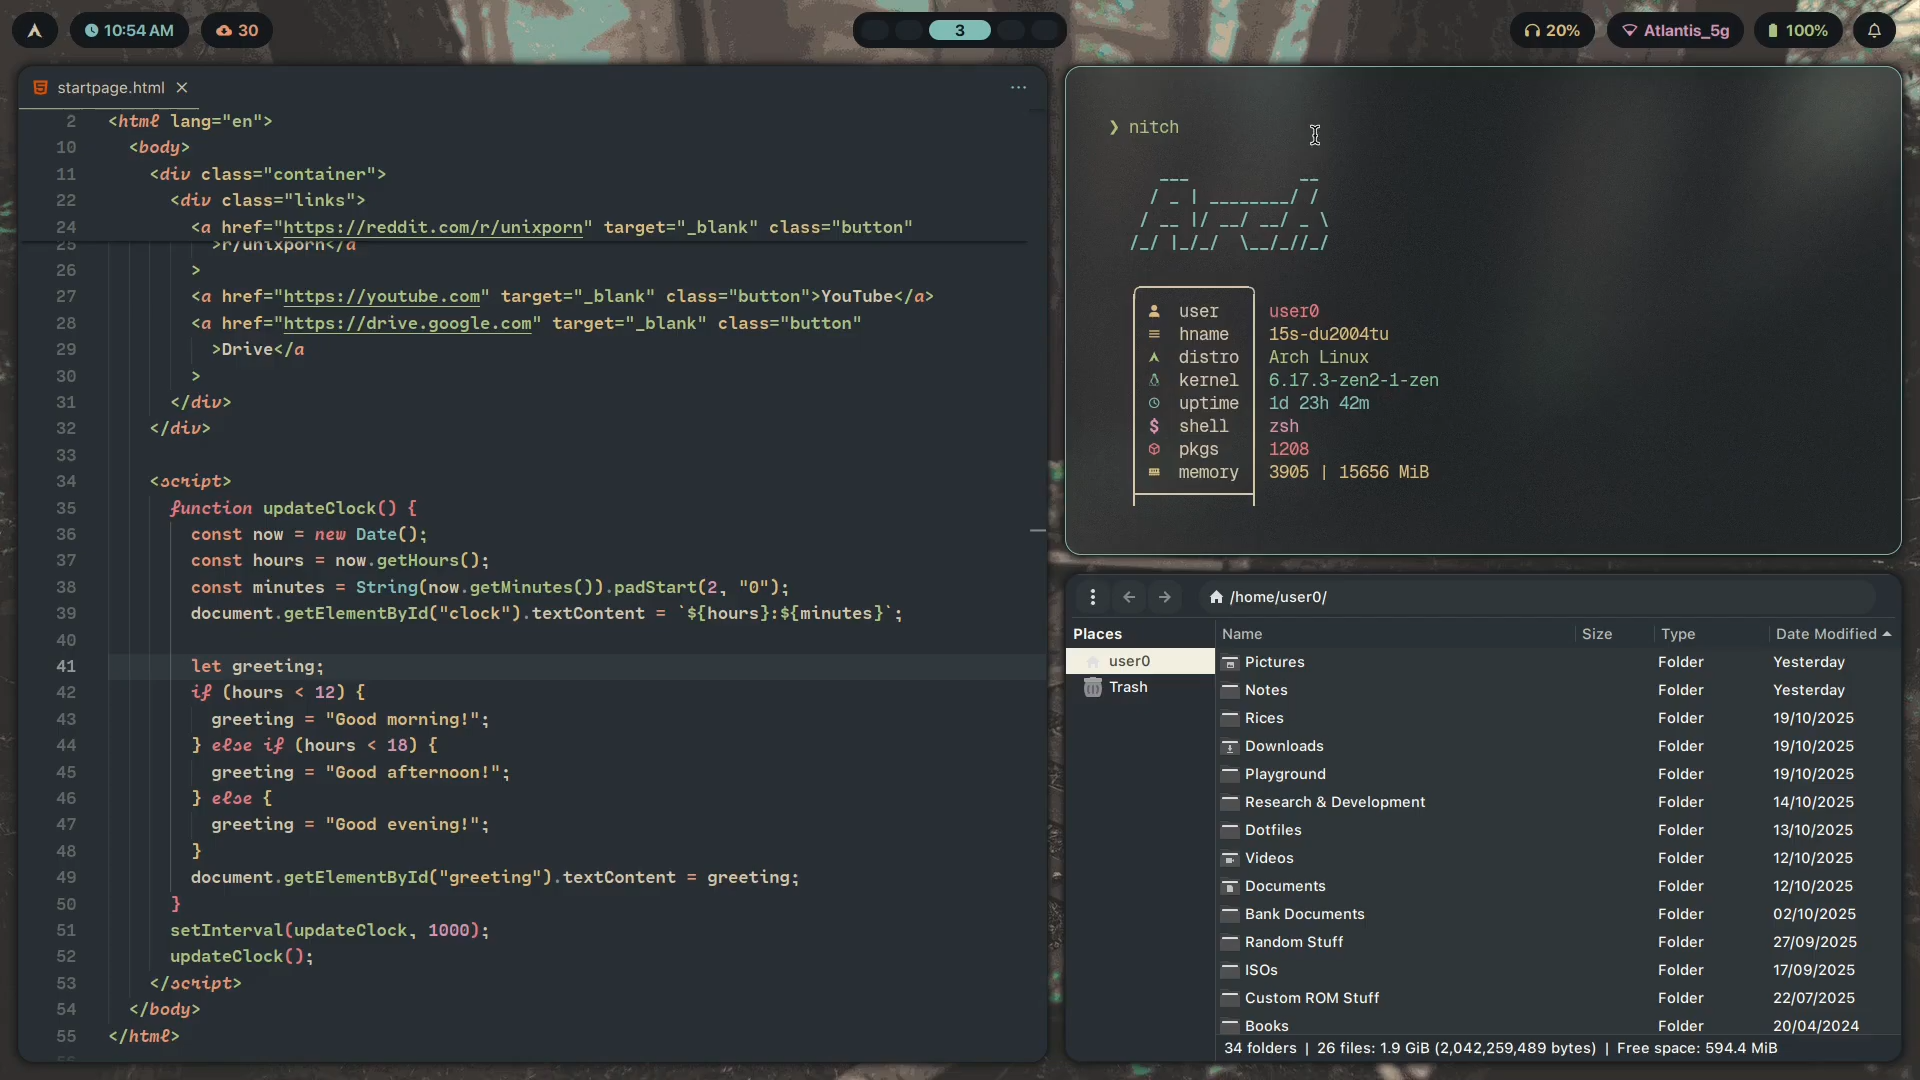 10:54 AM
30
3
20%
Atlantis_5g
100%
startpage.html
2 <html lang="en">
10 <body>
11 <div class="container">
22 <div class="links">
24 <a href="https://reddit.com/r/unixporn" target="_blank" class="button"
25 >r/unixporn</a
26 >
27 <a href="https://youtube.com" target="_blank" class="button">YouTube</a>
28 <a href="https://drive.google.com" target="_blank" class="button"
29 >Drive</a
30 >
31 </div>
32 </div>
33
34 <script>
35 function updateClock() {
36 const now = new Date();
37 const hours = now.getHours();
38 const minutes = String(now.getMinutes()).padStart(2, "0");
39 document.getElementById("clock").textContent = `${hours}:${minutes}`;
40
41 let greeting;
42 if (hours < 12) {
43 greeting = "Good morning!";
44 } else if (hours < 18) {
45 greeting = "Good afternoon!";
46 } else {
47 greeting = "Good evening!";
48 }
49 document.getElementById("greeting").textContent = greeting;
50 }
51 setInterval(updateClock, 1000);
52 updateClock();
53 </script>
54 </body>
55 </html>
❯ nitch
user user0
hname 15s-du2004tu
distro Arch Linux
kernel 6.17.3-zen2-1-zen
uptime 1d 23h 42m
shell zsh
pkgs 1208
memory 3905 | 15656 MiB
/home/user0/
Places
user0
Trash
Name Size Type Date Modified
Pictures Folder Yesterday
Notes Folder Yesterday
Rices Folder 19/10/2025
Downloads Folder 19/10/2025
Playground Folder 19/10/2025
Research & Development Folder 14/10/2025
Dotfiles Folder 13/10/2025
Videos Folder 12/10/2025
Documents Folder 12/10/2025
Bank Documents Folder 02/10/2025
Random Stuff Folder 27/09/2025
ISOs Folder 17/09/2025
Custom ROM Stuff Folder 22/07/2025
Books Folder 20/04/2024
34 folders | 26 files: 1.9 GiB (2,042,259,489 bytes) | Free space: 594.4 MiB